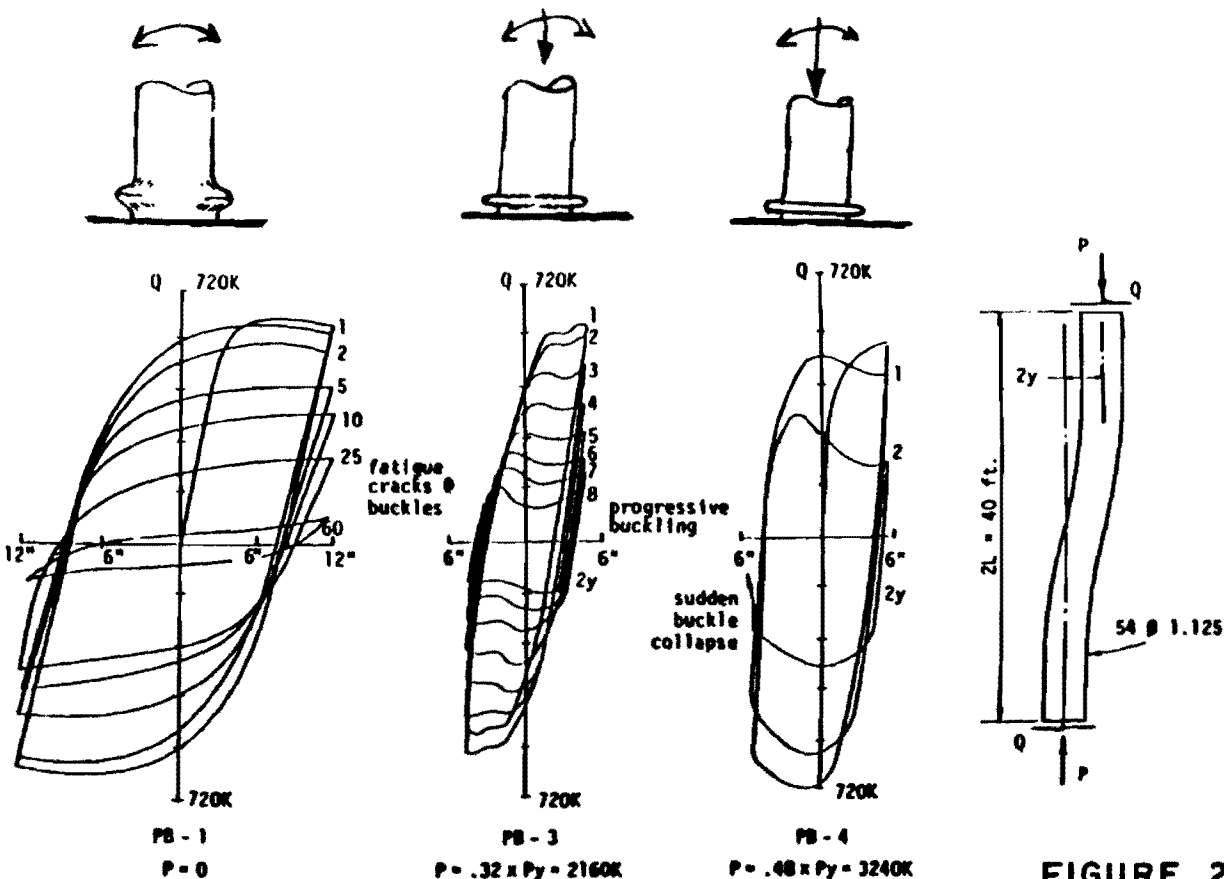 Q 720K
1
2
5
10
25
60
fatigue
cracks @
buckles
12"
6"
6"
12"
720K
PB - 1
P = 0
Q 720K
1
2
3
4
5
6
7
8
progressive
buckling
6"
6"
2y
720K
PB - 3
P = .32 x Py = 2160K
Q 720K
1
2
6"
6"
2y
sudden
buckle
collapse
720K
PB - 4
P = .48 x Py = 3240K
P
Q
2y
2L = 40 ft.
54 Ø 1.125
Q
P
FIGURE 2